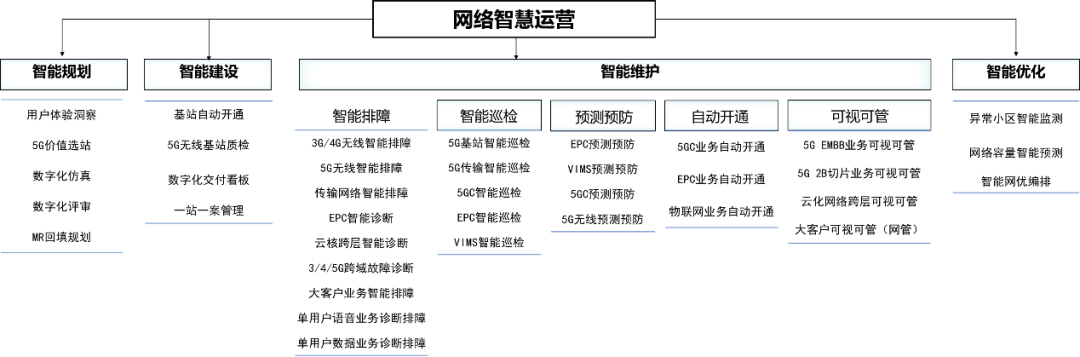 网络智慧运营
智能规划
用户体验洞察
5G价值选站
数字化仿真
数字化评审
MR回填规划
智能建设
基站自动开通
5G无线基站质检
数字化交付看板
一站一案管理
智能维护
智能排障
3G/4G无线智能排障
5G无线智能排障
传输网络智能排障
EPC智能诊断
云核跨层智能诊断
3/4/5G跨域故障诊断
大客户业务智能排障
单用户语音业务诊断排障
单用户数据业务诊断排障
智能巡检
5G基站智能巡检
5G传输智能巡检
5GC智能巡检
EPC智能巡检
VIMS智能巡检
预测预防
EPC预测预防
VIMS预测预防
5GC预测预防
5G无线预测预防
自动开通
5GC业务自动开通
EPC业务自动开通
物联网业务自动开通
可视可管
5G EMBB业务可视可管
5G 2B切片业务可视可管
云化网络跨层可视可管
大客户可视可管（网管）
智能优化
异常小区智能监测
网络容量智能预测
智能网优编排